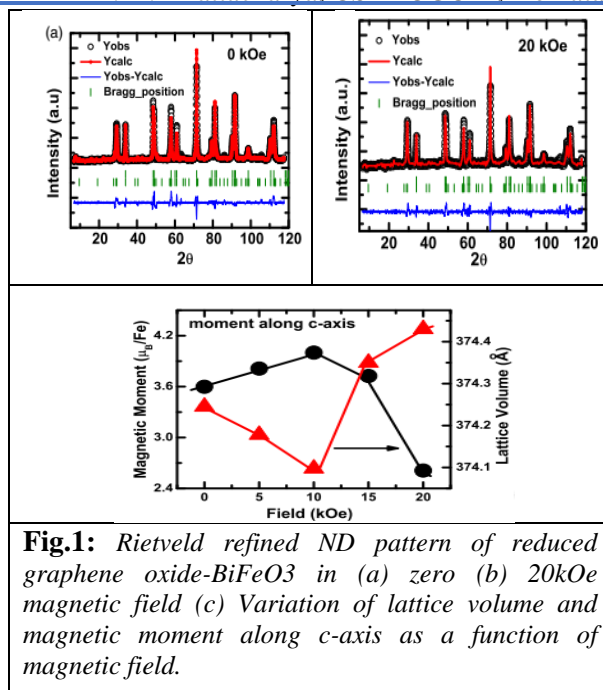 (a)
0 kOe
Yobs
Ycalc
Yobs-Ycalc
Bragg_position
Intensity (a.u)
20 40 60 80 100 120
2θ
20 kOe
Yobs
Ycalc
Yobs-Ycalc
Bragg_position
Intensity (a.u.)
20 40 60 80 100 120
2θ
moment along c-axis
Magnetic Moment (μB/Fe)
4.2
3.6
3.0
2.4
374.4
374.3
374.2
374.1
Lattice Volume (Å)
0 5 10 15 20
Field (kOe)
Fig.1: Rietveld refined ND pattern of reduced
graphene oxide-BiFeO3 in (a) zero (b) 20kOe
magnetic field (c) Variation of lattice volume and
magnetic moment along c-axis as a function of
magnetic field.